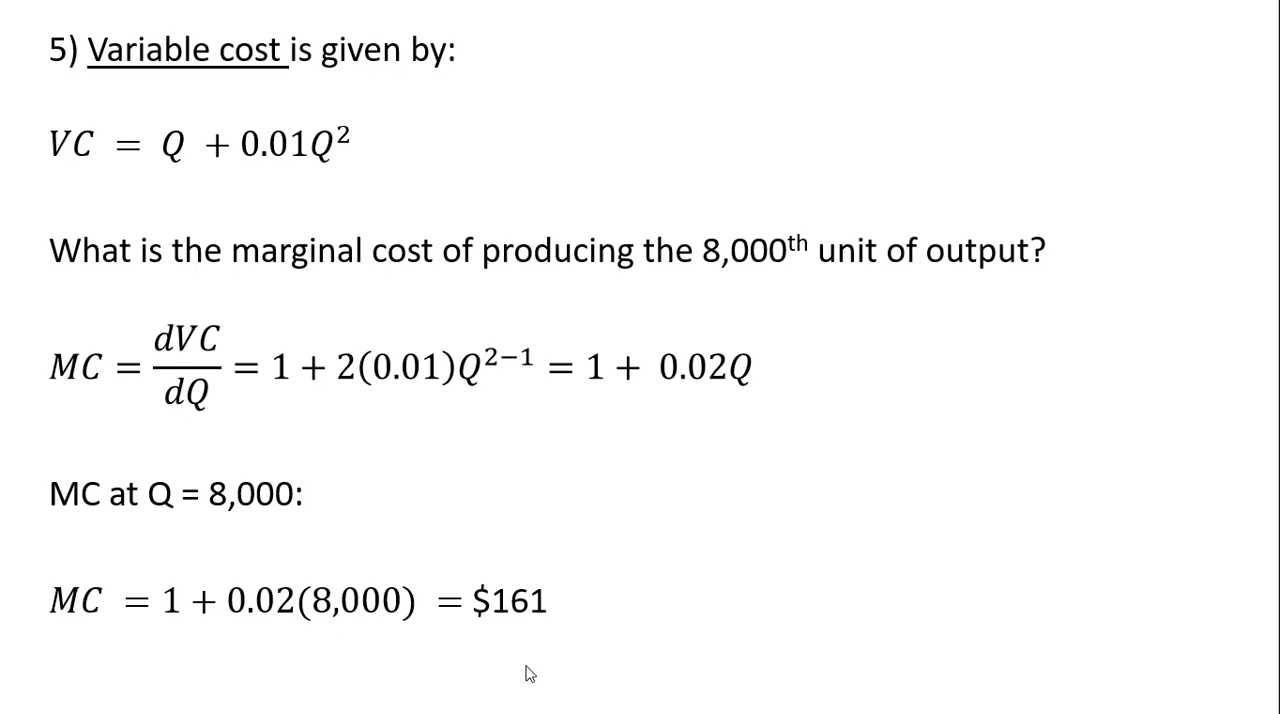 5) Variable cost is given by:
VC = Q + 0.01Q²
What is the marginal cost of producing the 8,000ᵗʰ unit of output?
MC = dVC/dQ = 1 + 2(0.01)Q²⁻¹ = 1 + 0.02Q
MC at Q = 8,000:
MC = 1 + 0.02(8,000) = $161